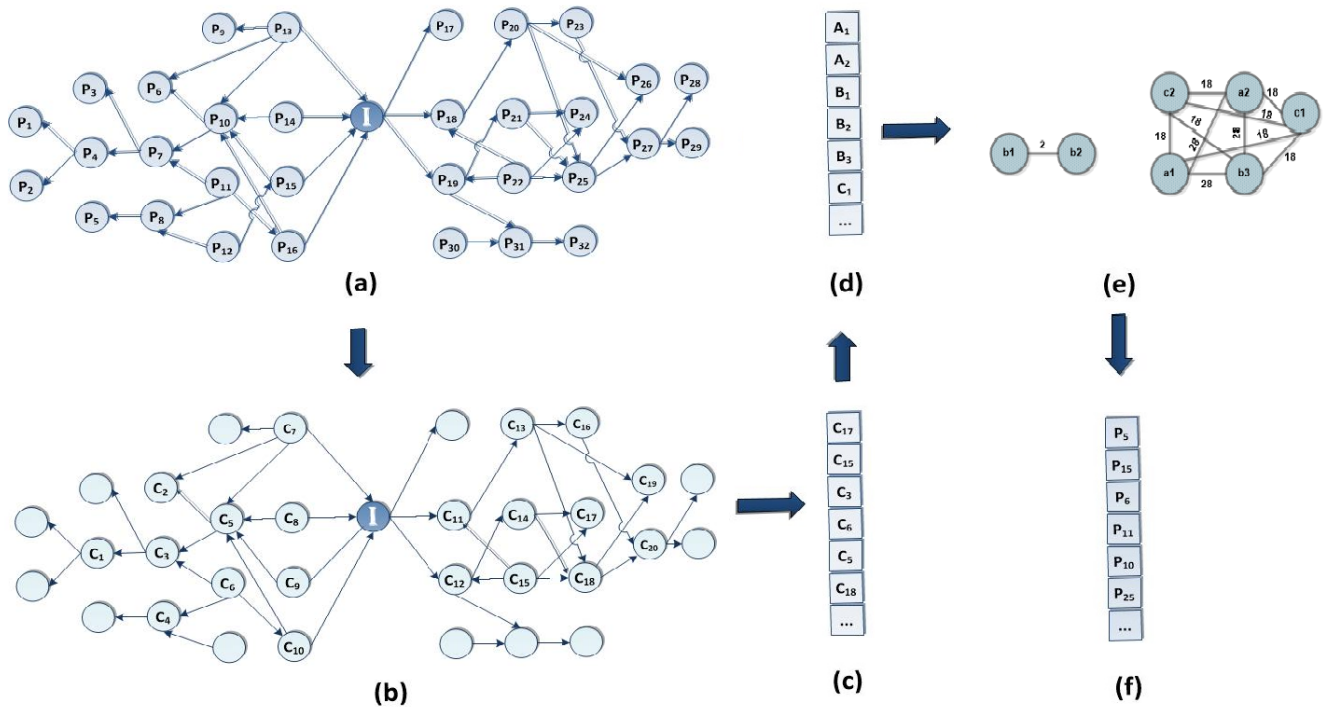 P9 P13 P17 P20 P23
P3 P6 P26 P28
P1 P10 P14 I P18 P21 P24
P4 P7 P27 P29
P2 P11 P15 P19 P22 P25
P5 P8
P12 P16 P30 P31 P32
(a)
A1
A2
B1
B2
B3
C1
...
(d)
c2 18 a2 18 c1
18 18 18 28 28 18 18
b1 2 b2
a1 28 b3
(e)
C7 C13 C16
C2 C19
C5 C8 I C11 C14 C17
C1 C3 C20
C6 C9 C12 C15 C18
C4
C10
(b)
C17
C15
C3
C6
C5
C18
...
(c)
P5
P15
P6
P11
P10
P25
...
(f)